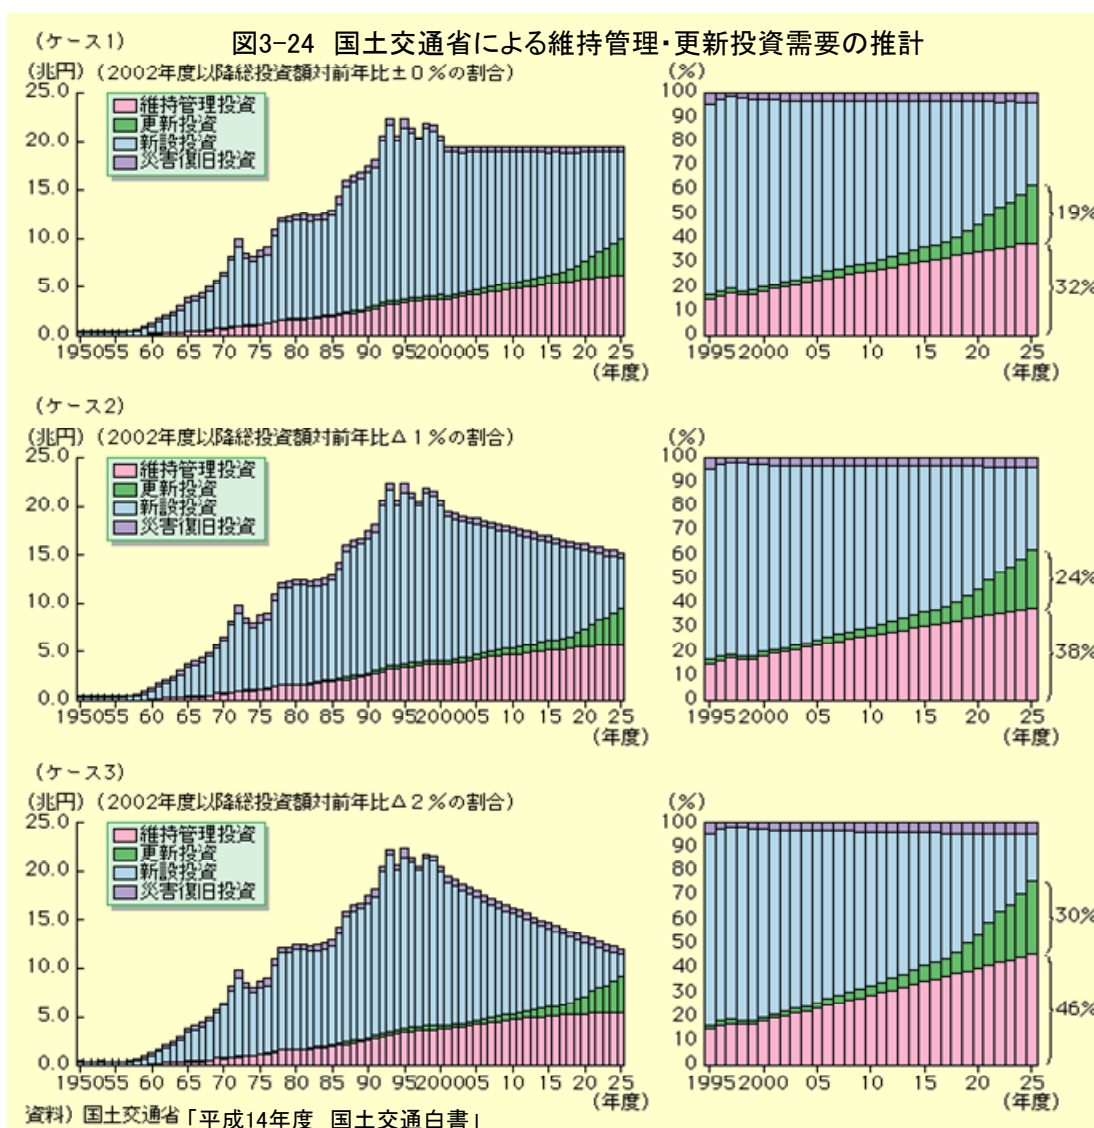 (ケース1)
図3-24 国土交通省による維持管理・更新投資需要の推計
(兆円) (2002年度以降総投資額対前年比±0%の割合)
25.0
20.0
15.0
10.0
5.0
0.0
維持管理投資
更新投資
新設投資
災害復旧投資
195055 60 65 70 75 80 85 90 952000 05 10 15 20 25
(年度)
(%)
100
90
80
70
60
50
40
30
20
10
0
19952000 05 10 15 20 25
(年度)
19%
32%
(ケース2)
(兆円) (2002年度以降総投資額対前年比Δ1%の割合)
25.0
20.0
15.0
10.0
5.0
0.0
維持管理投資
更新投資
新設投資
災害復旧投資
195055 60 65 70 75 80 85 90 952000 05 10 15 20 25
(年度)
(%)
100
90
80
70
60
50
40
30
20
10
0
19952000 05 10 15 20 25
(年度)
24%
38%
(ケース3)
(兆円) (2002年度以降総投資額対前年比Δ2%の割合)
25.0
20.0
15.0
10.0
5.0
0.0
維持管理投資
更新投資
新設投資
災害復旧投資
195055 60 65 70 75 80 85 90 952000 05 10 15 20 25
(年度)
(%)
100
90
80
70
60
50
40
30
20
10
0
19952000 05 10 15 20 25
(年度)
30%
46%
資料) 国土交通省「平成14年度 国土交通白書」